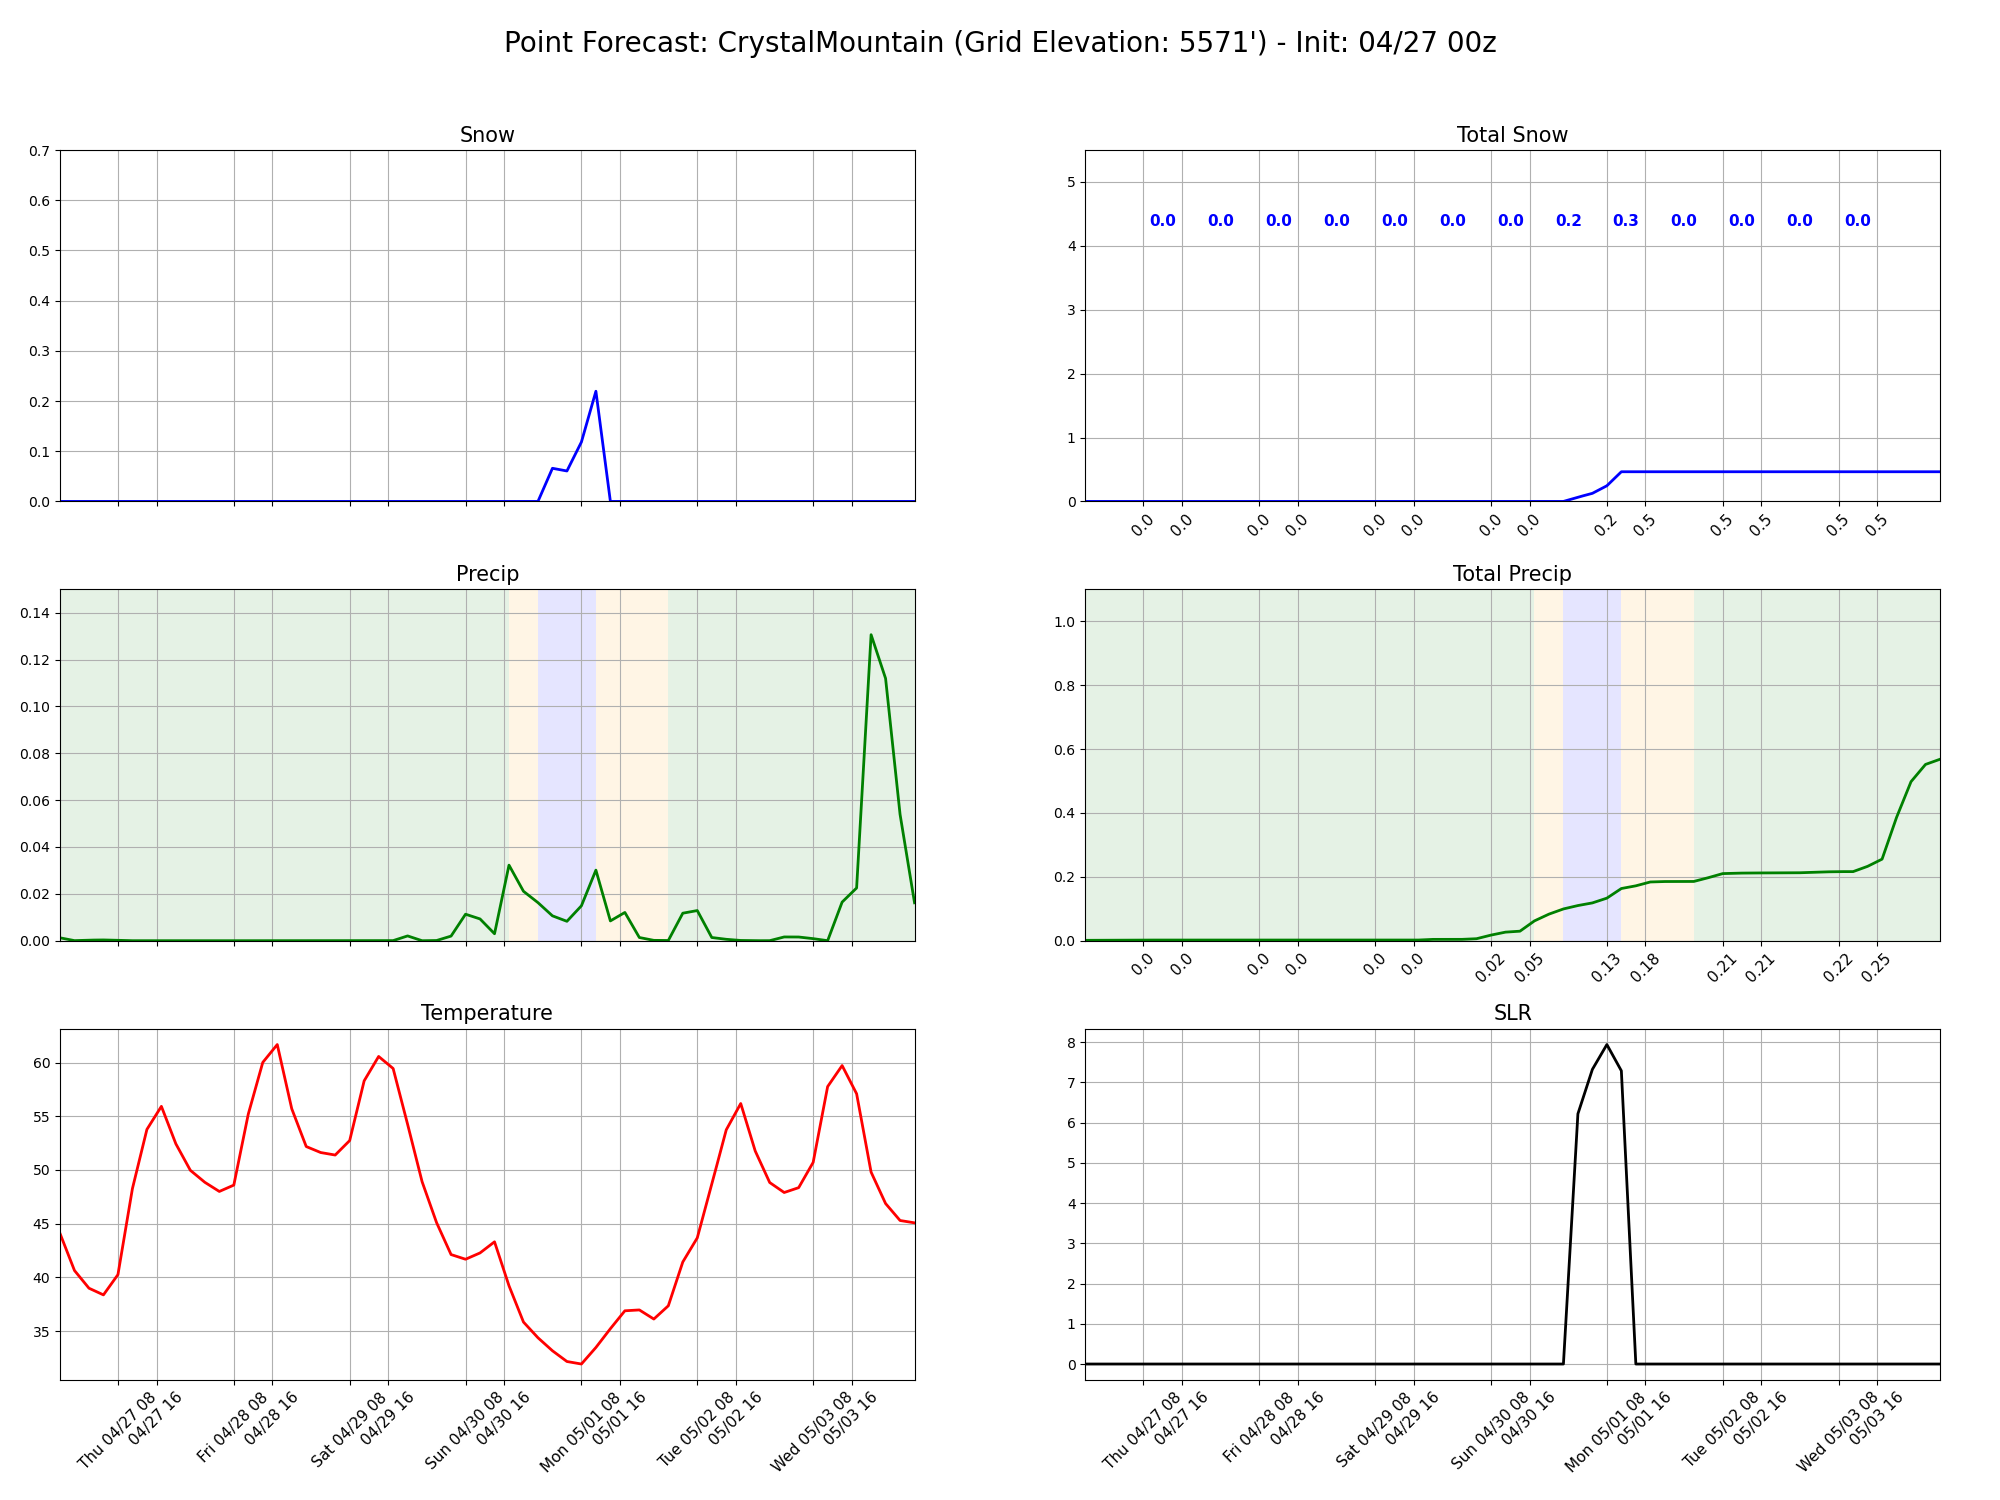 Point Forecast: CrystalMountain (Grid Elevation: 5571') - Init: 04/27 00z
Snow
0.7
0.6
0.5
0.4
0.3
0.2
0.1
0.0
Total Snow
5
4
3
2
1
0
0.0 0.0 0.0 0.0 0.0 0.0 0.0 0.2 0.3 0.0 0.0 0.0 0.0
0.0 0.0 0.0 0.0 0.0 0.0 0.0 0.0 0.2 0.5 0.5 0.5 0.5 0.5
Precip
0.14
0.12
0.10
0.08
0.06
0.04
0.02
0.00
Total Precip
1.0
0.8
0.6
0.4
0.2
0.0
0.0 0.0 0.0 0.0 0.0 0.0 0.02 0.05 0.13 0.18 0.21 0.21 0.22 0.25
Temperature
60
55
50
45
40
35
Thu 04/27 08
04/27 16
Fri 04/28 08
04/28 16
Sat 04/29 08
04/29 16
Sun 04/30 08
04/30 16
Mon 05/01 08
05/01 16
Tue 05/02 08
05/02 16
Wed 05/03 08
05/03 16
SLR
8
7
6
5
4
3
2
1
0
Thu 04/27 08
04/27 16
Fri 04/28 08
04/28 16
Sat 04/29 08
04/29 16
Sun 04/30 08
04/30 16
Mon 05/01 08
05/01 16
Tue 05/02 08
05/02 16
Wed 05/03 08
05/03 16